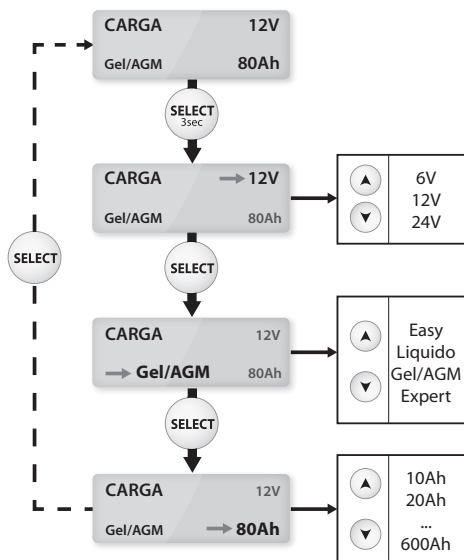 CARGA 12V
Gel/AGM 80Ah
SELECT
3sec
CARGA 12V
Gel/AGM 80Ah
6V
12V
24V
SELECT
SELECT
CARGA 12V
Gel/AGM 80Ah
Easy
Liquido
Gel/AGM
Expert
SELECT
CARGA 12V
Gel/AGM 80Ah
10Ah
20Ah
...
600Ah